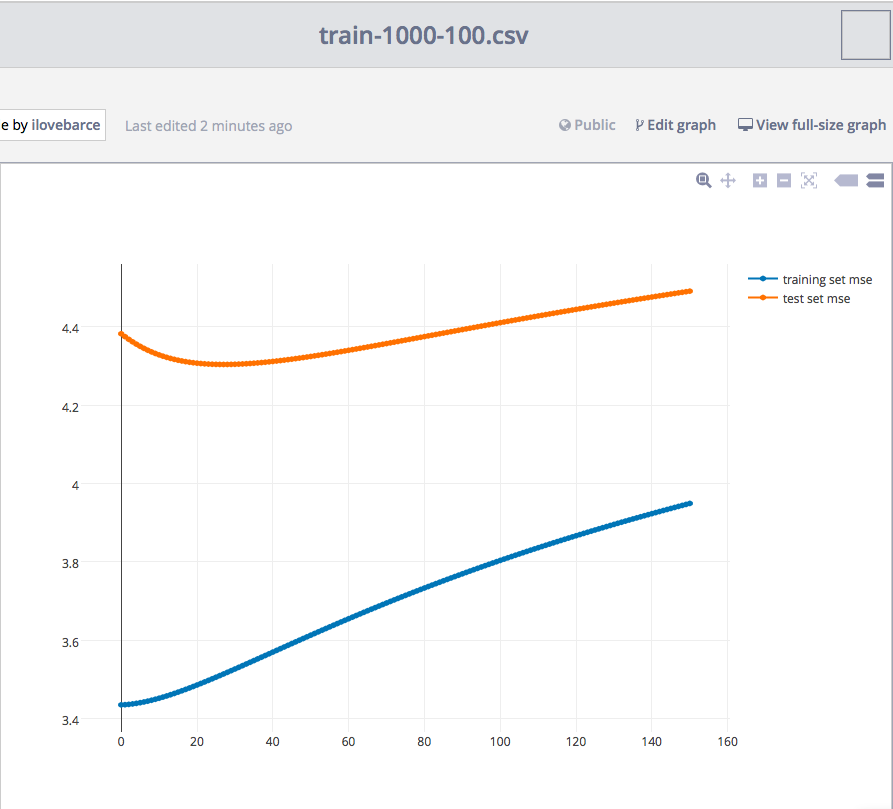 train-1000-100.csv
e by ilovebarce
Last edited 2 minutes ago
Public
Edit graph
View full-size graph
training set mse
test set mse
4.4
4.2
4
3.8
3.6
3.4
0 20 40 60 80 100 120 140 160